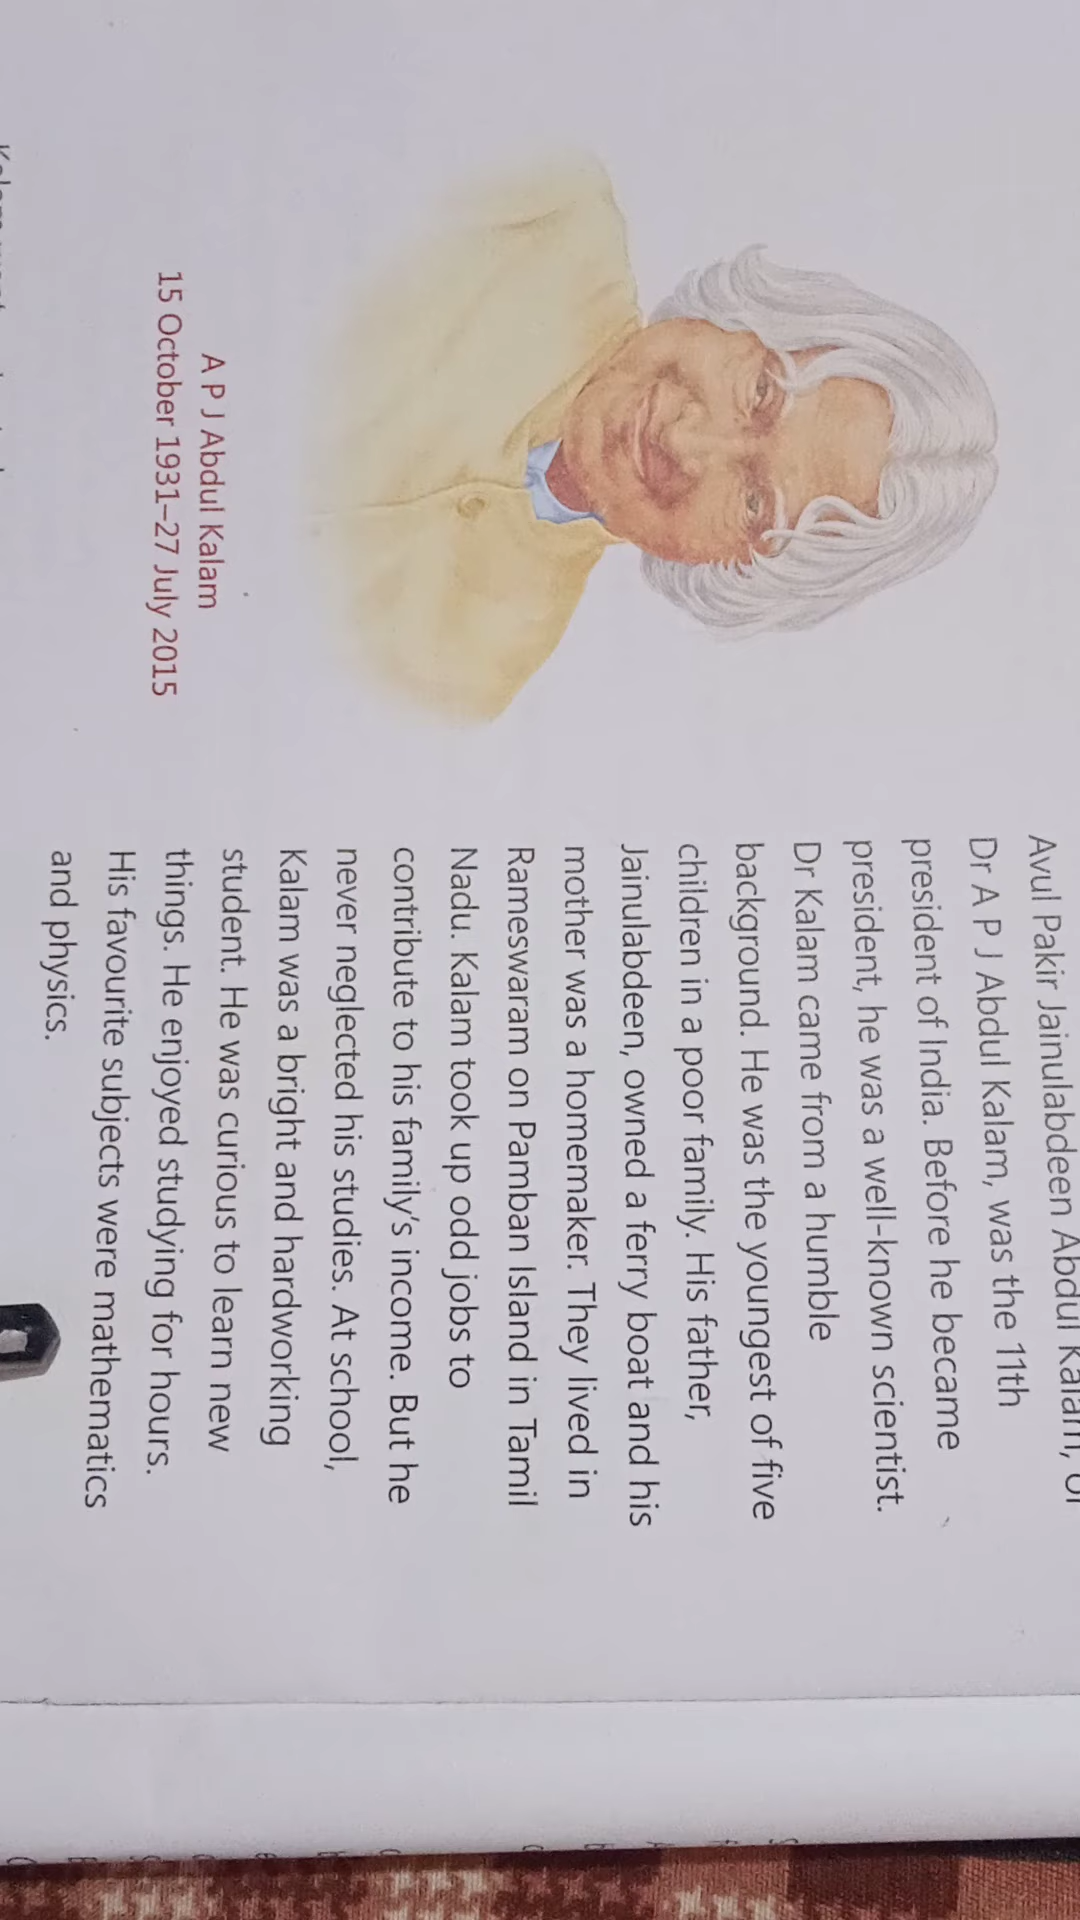 Avul Pakir Jainulabdeen Abdul Kalam, or
Dr A P J Abdul Kalam, was the 11th
president of India. Before he became
president, he was a well-known scientist.
Dr Kalam came from a humble
background. He was the youngest of five
children in a poor family. His father,
Jainulabdeen, owned a ferry boat and his
mother was a homemaker. They lived in
Rameswaram on Pamban Island in Tamil
Nadu. Kalam took up odd jobs to
contribute to his family's income. But he
never neglected his studies. At school,
Kalam was a bright and hardworking
student. He was curious to learn new
things. He enjoyed studying for hours.
His favourite subjects were mathematics
and physics.
A P J Abdul Kalam
15 October 1931–27 July 2015